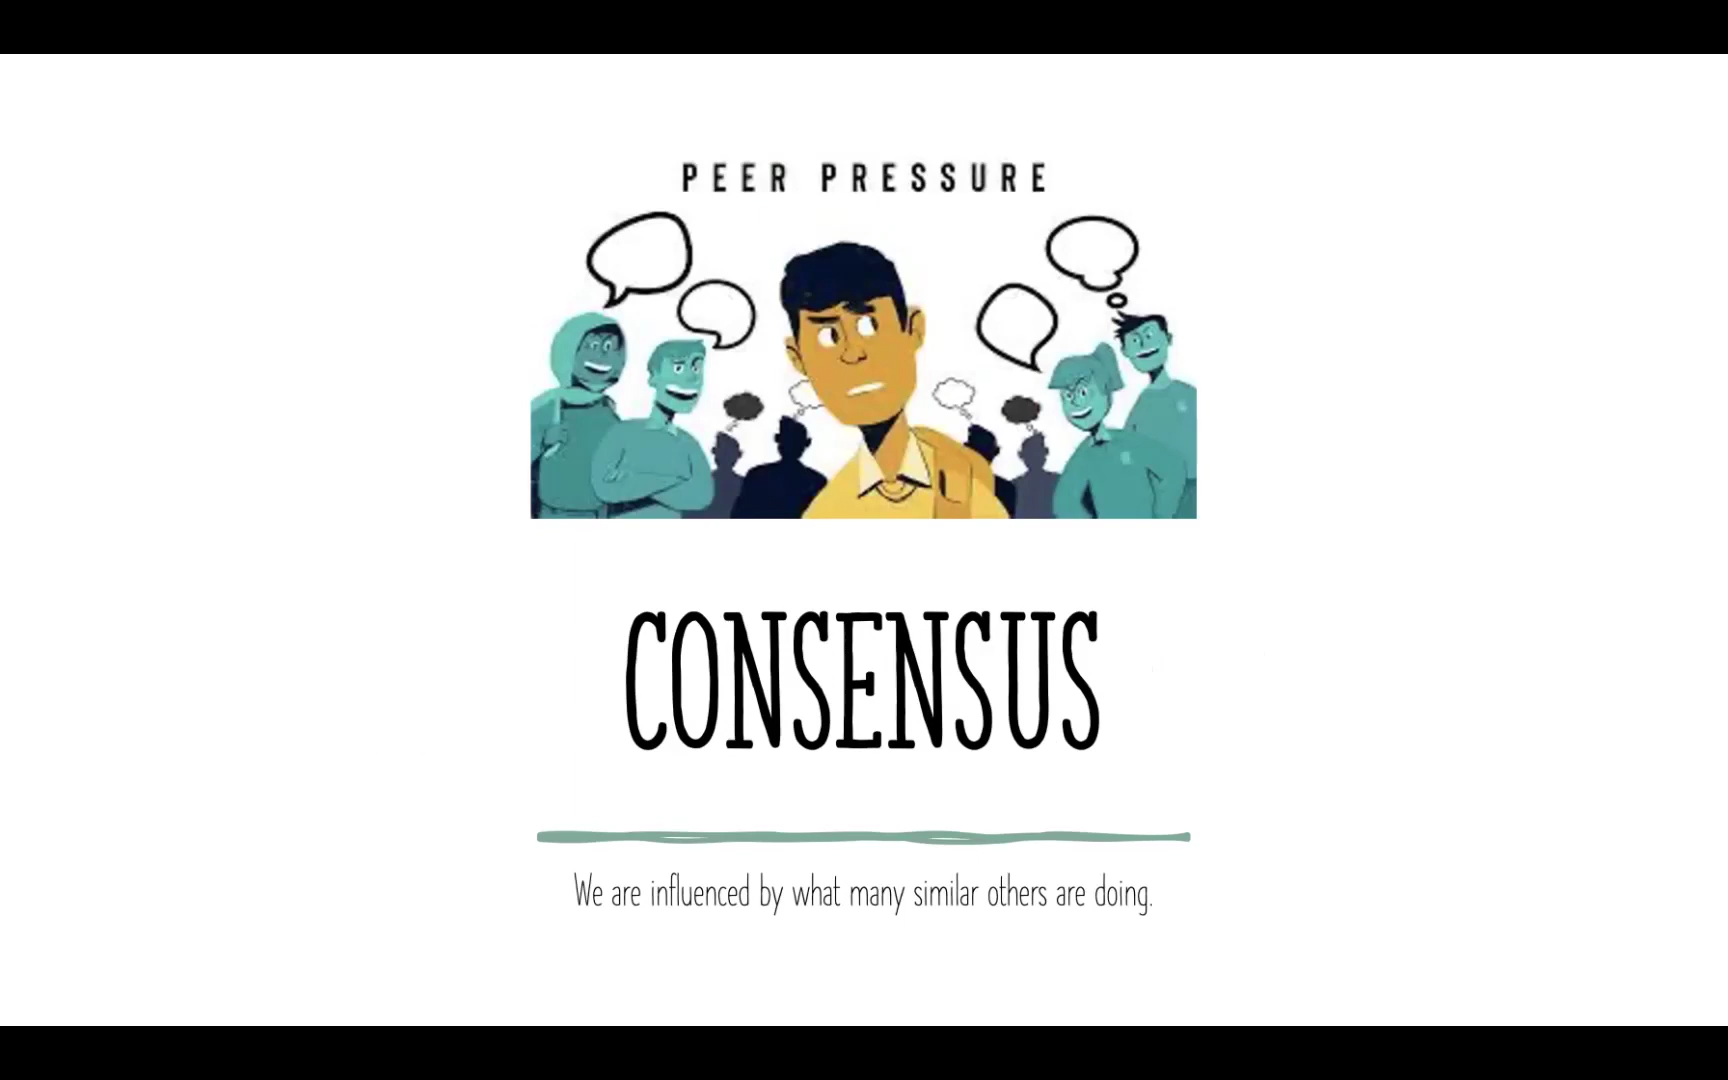 PEER PRESSURE
CONSENSUS
We are influenced by what many similar others are doing.